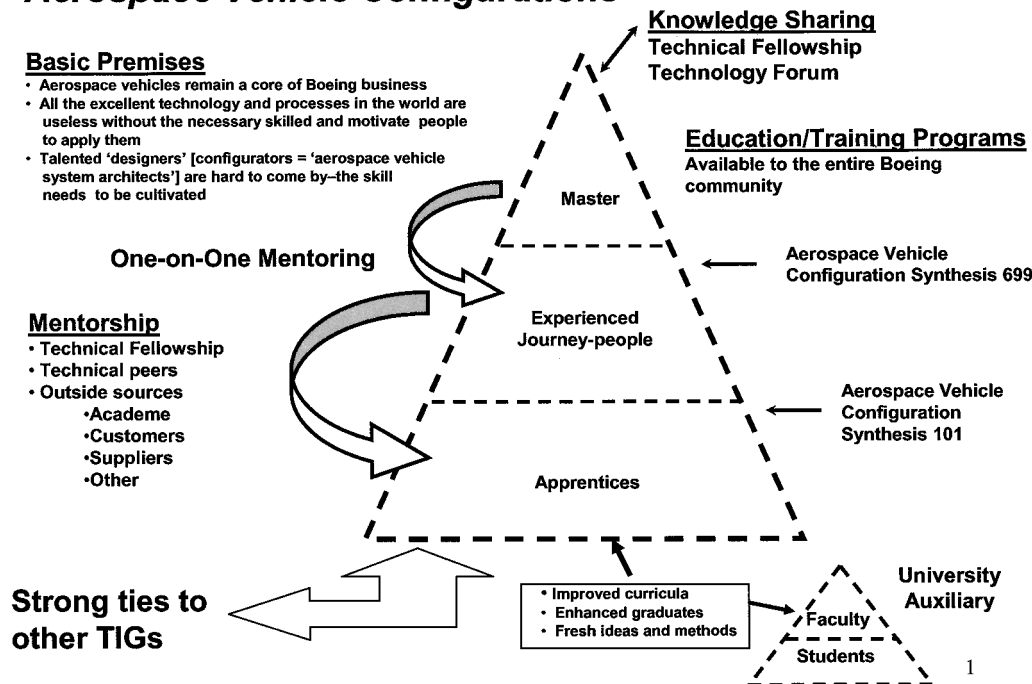 Aerospace Vehicle Configurations
Knowledge Sharing
Technical Fellowship
Technology Forum
Basic Premises
• Aerospace vehicles remain a core of Boeing business
• All the excellent technology and processes in the world are
useless without the necessary skilled and motivate people
to apply them
• Talented ‘designers’ [configurators = ‘aerospace vehicle
system architects’] are hard to come by–the skill
needs to be cultivated
Education/Training Programs
Available to the entire Boeing
community
Master
One-on-One Mentoring
Aerospace Vehicle
Configuration Synthesis 699
Experienced
Journey-people
Mentorship
• Technical Fellowship
• Technical peers
• Outside sources
•Academe
•Customers
•Suppliers
•Other
Aerospace Vehicle
Configuration
Synthesis 101
Apprentices
Strong ties to
other TIGs
• Improved curricula
• Enhanced graduates
• Fresh ideas and methods
University
Auxiliary
Faculty
Students
1